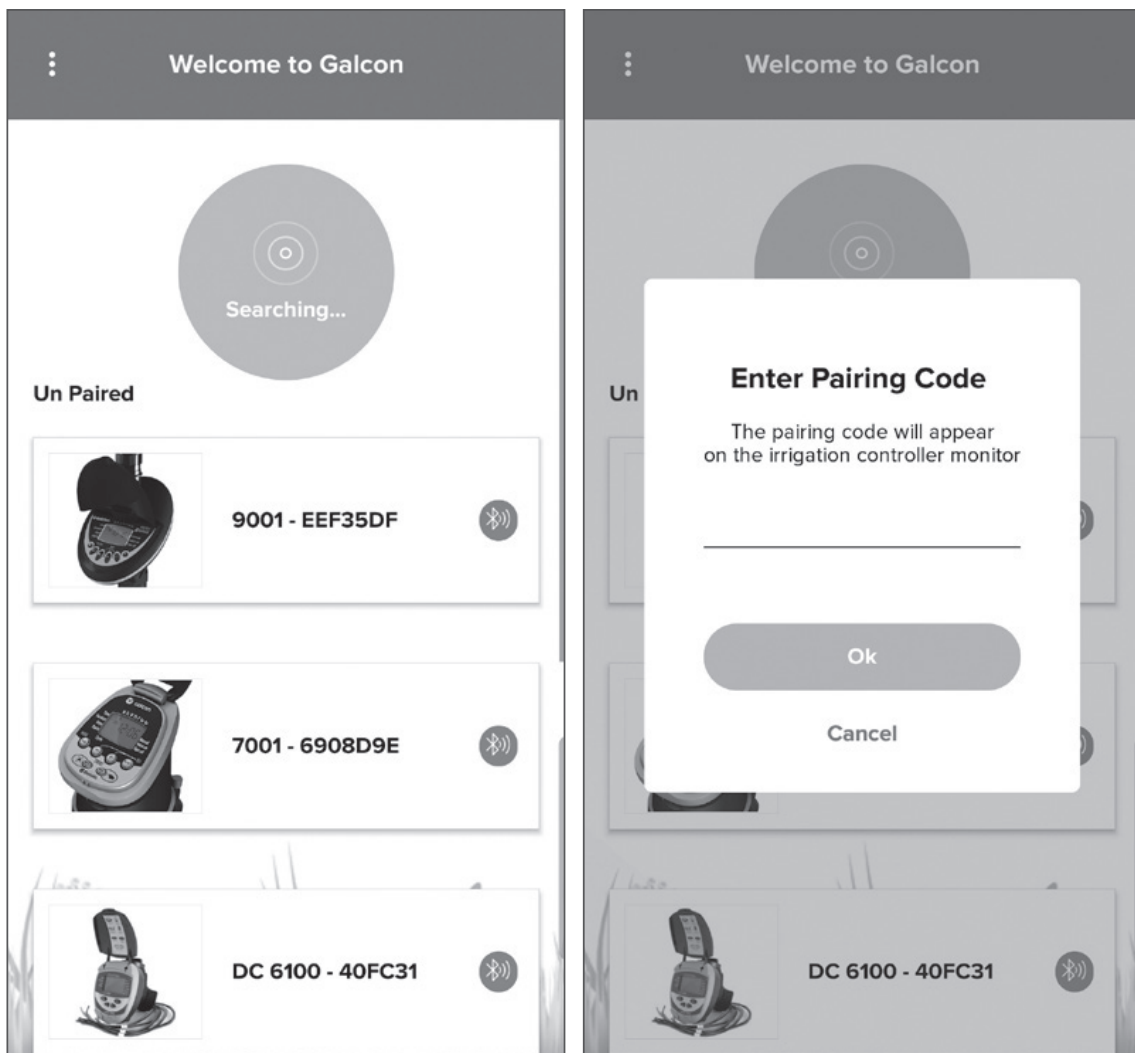 Welcome to Galcon
Searching...
Un Paired
9001 - EEF35DF
7001 - 6908D9E
DC 6100 - 40FC31
Welcome to Galcon
Un
Enter Pairing Code
The pairing code will appear
on the irrigation controller monitor
Ok
Cancel
DC 6100 - 40FC31